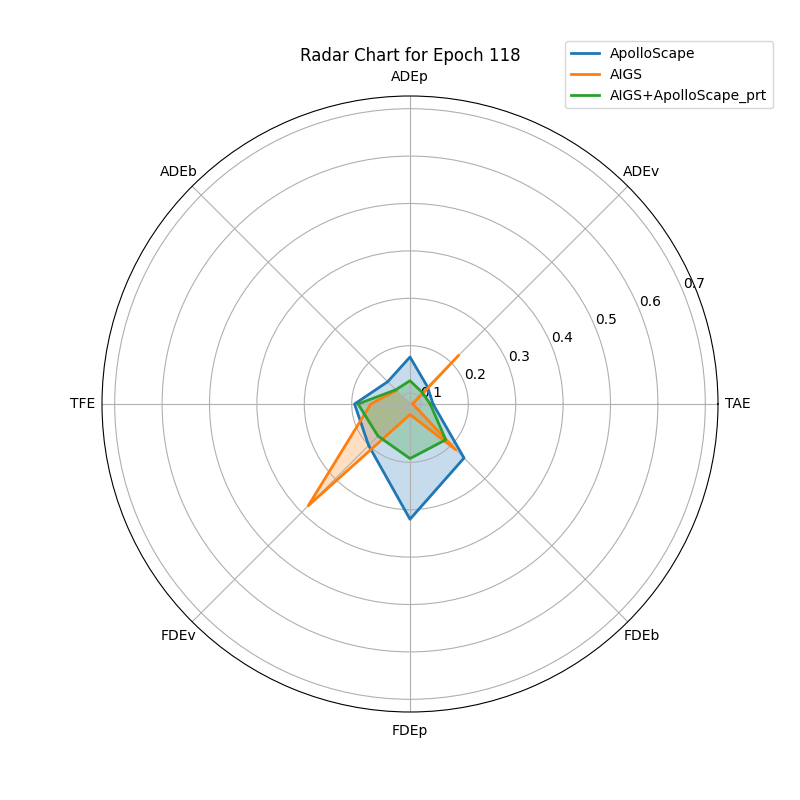 Radar Chart for Epoch 118
ApolloScape
AIGS
AIGS+ApolloScape_prt
ADEp
ADEb
ADEv
0.7
0.6
0.5
0.4
0.3
0.2
0.1
TFE
TAE
FDEv
FDEb
FDEp